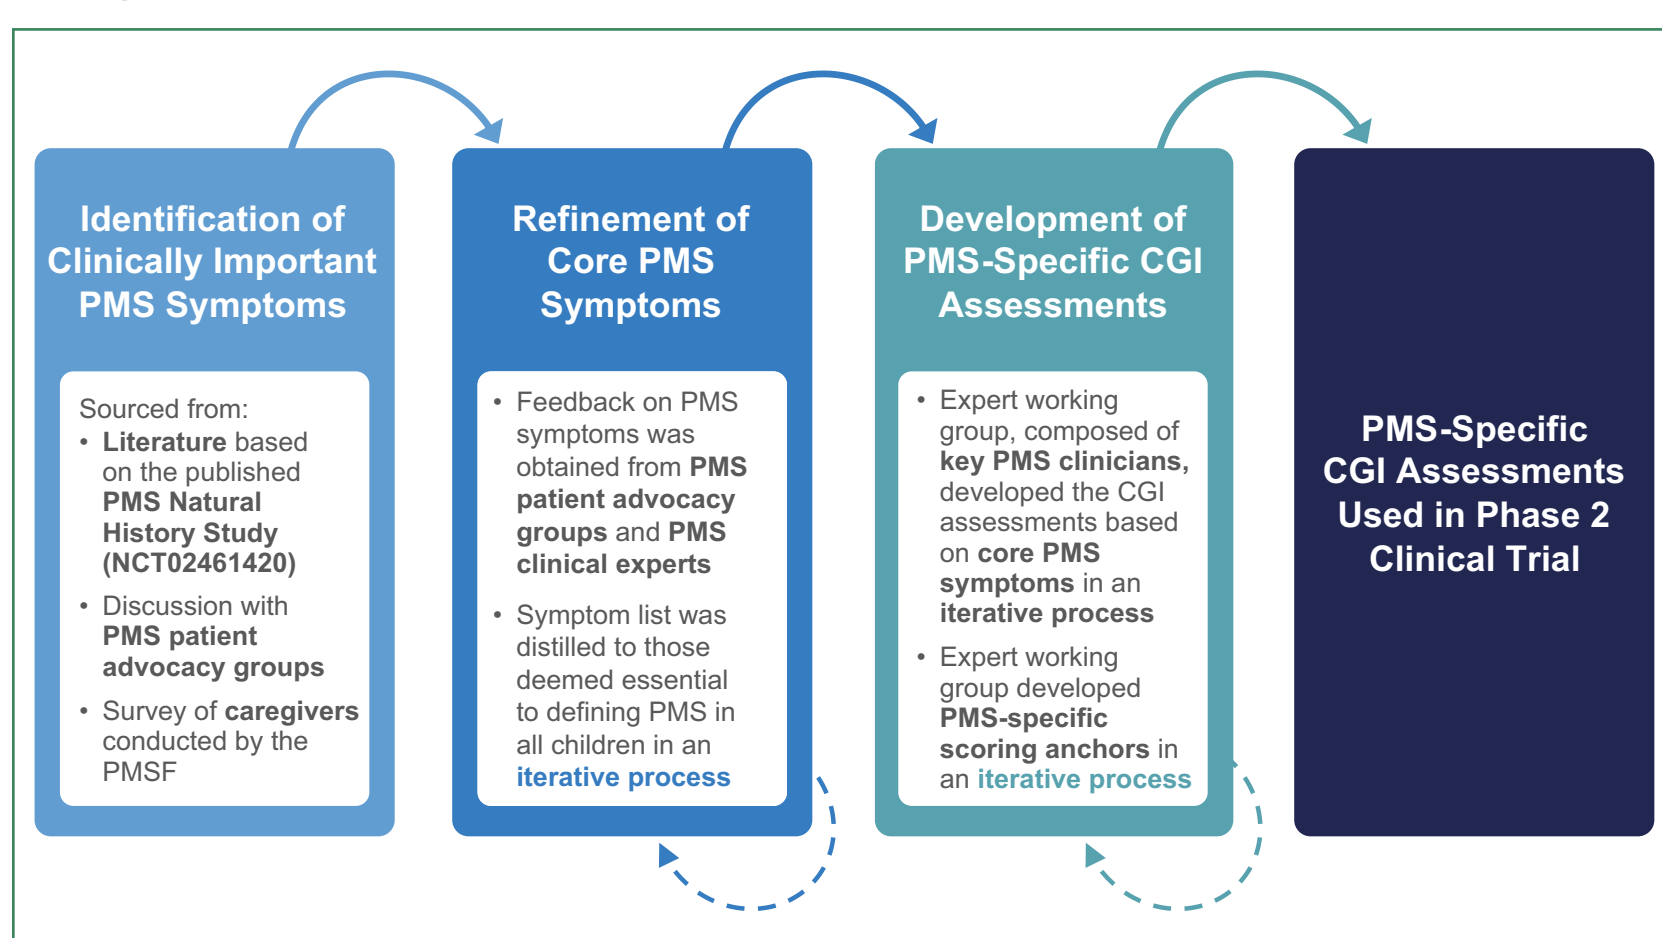 Identification of
Clinically Important
PMS Symptoms
Sourced from:
• Literature based
on the published
PMS Natural
History Study
(NCT02461420)
• Discussion with
PMS patient
advocacy groups
• Survey of caregivers
conducted by the
PMSF
Refinement of
Core PMS
Symptoms
• Feedback on PMS
symptoms was
obtained from PMS
patient advocacy
groups and PMS
clinical experts
• Symptom list was
distilled to those
deemed essential
to defining PMS in
all children in an
iterative process
Development of
PMS-Specific CGI
Assessments
• Expert working
group, composed of
key PMS clinicians,
developed the CGI
assessments based
on core PMS
symptoms in an
iterative process
• Expert working
group developed
PMS-specific
scoring anchors in
an iterative process
PMS-Specific
CGI Assessments
Used in Phase 2
Clinical Trial